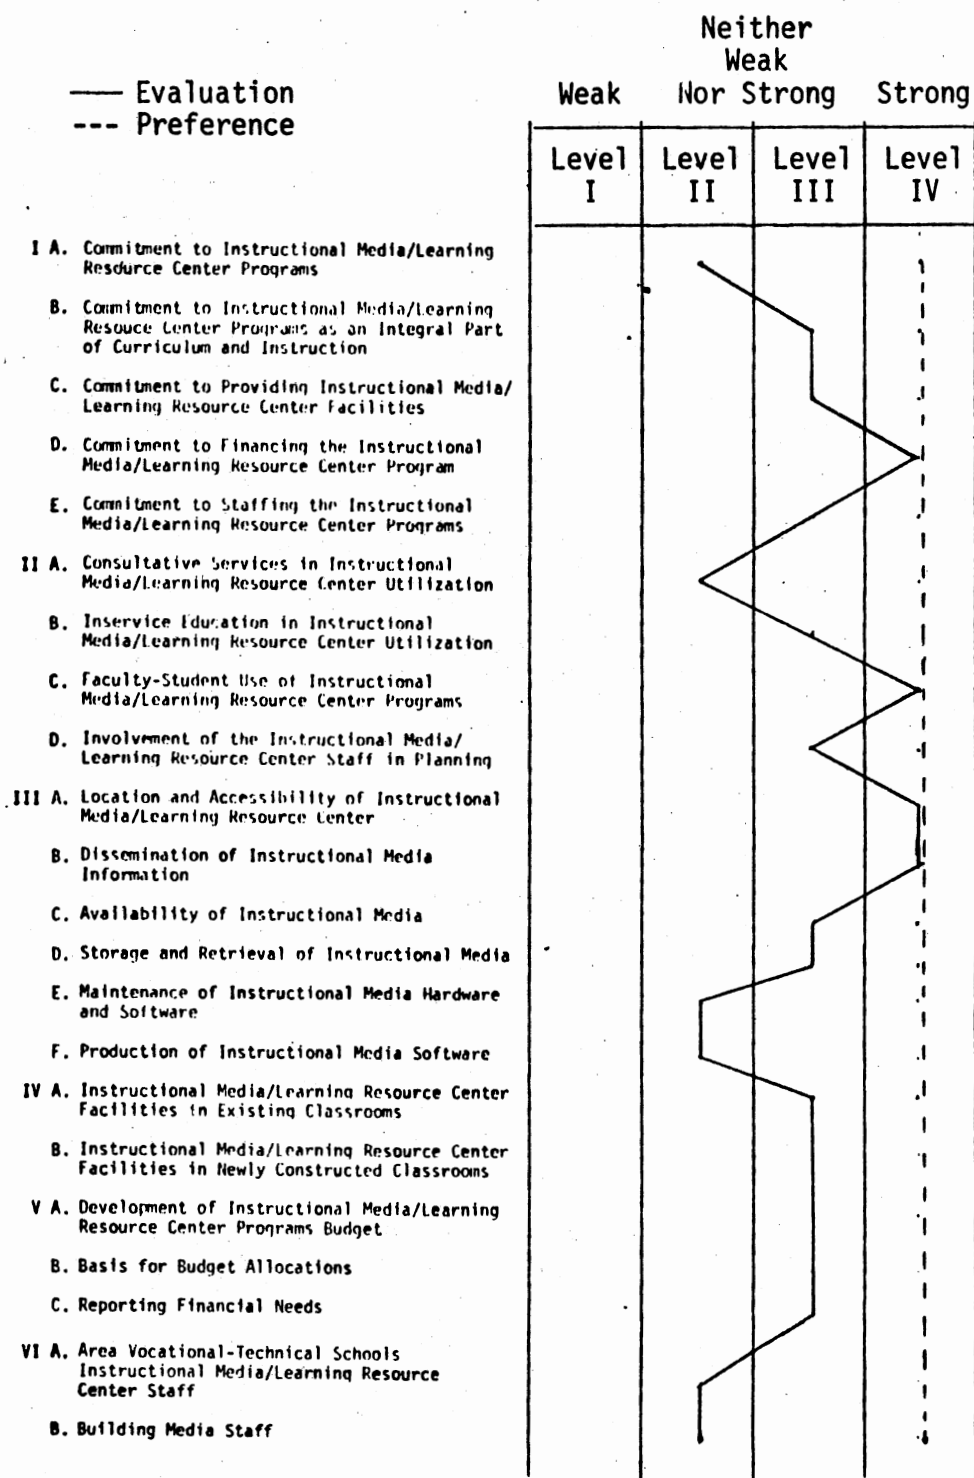 Neither
Weak
— Evaluation Weak Nor Strong Strong
--- Preference
Level Level Level Level
I II III IV
I A. Commitment to Instructional Media/Learning
Resource Center Programs
B. Commitment to Instructional Media/Learning
Resouce Center Programs as an Integral Part
of Curriculum and Instruction
C. Commitment to Providing Instructional Media/
Learning Resource Center Facilities
D. Commitment to Financing the Instructional
Media/Learning Resource Center Program
E. Commitment to Staffing the Instructional
Media/Learning Resource Center Programs
II A. Consultative Services in Instructional
Media/Learning Resource Center Utilization
B. Inservice Education in Instructional
Media/Learning Resource Center Utilization
C. Faculty-Student Use of Instructional
Media/Learning Resource Center Programs
D. Involvement of the Instructional Media/
Learning Resource Center Staff in Planning
III A. Location and Accessibility of Instructional
Media/Learning Resource Center
B. Dissemination of Instructional Media
Information
C. Availability of Instructional Media
D. Storage and Retrieval of Instructional Media
E. Maintenance of Instructional Media Hardware
and Software
F. Production of Instructional Media Software
IV A. Instructional Media/Learning Resource Center
Facilities in Existing Classrooms
B. Instructional Media/Learning Resource Center
Facilities in Newly Constructed Classrooms
V A. Development of Instructional Media/Learning
Resource Center Programs Budget
B. Basis for Budget Allocations
C. Reporting Financial Needs
VI A. Area Vocational-Technical Schools
Instructional Media/Learning Resource
Center Staff
B. Building Media Staff